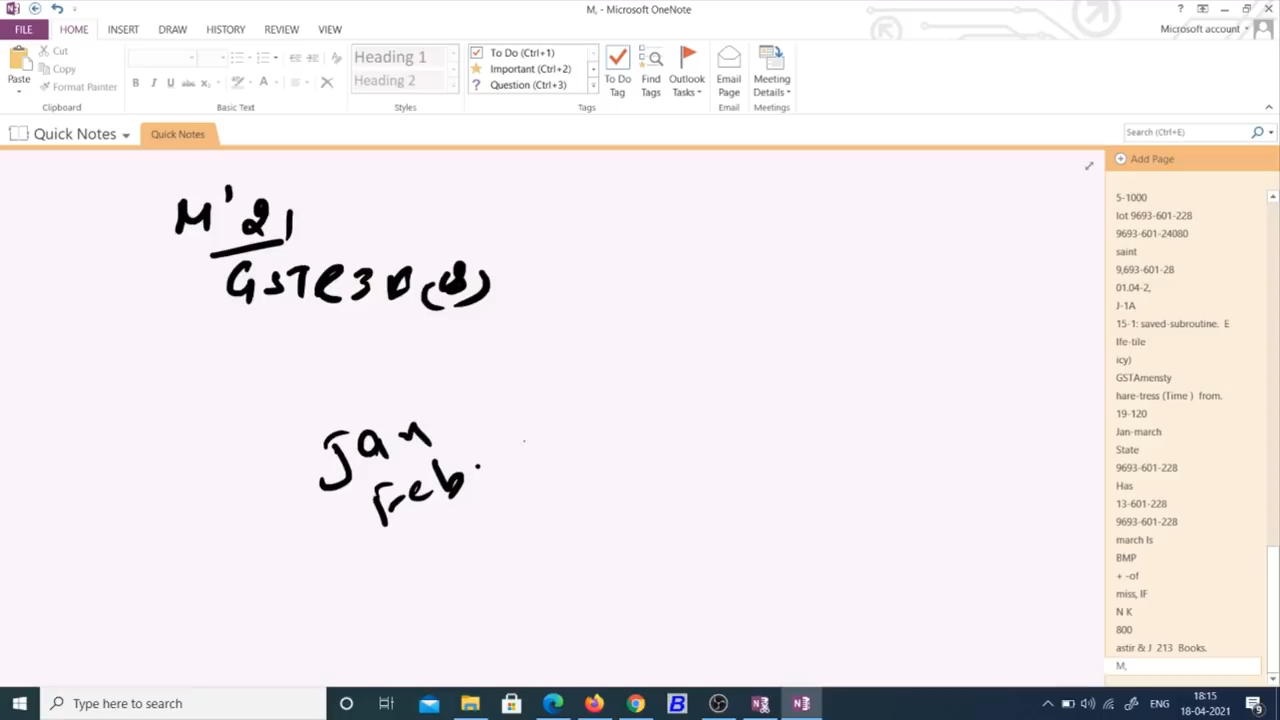 M, - Microsoft OneNote
FILE HOME INSERT DRAW HISTORY REVIEW VIEW
Microsoft account
Paste
Cut
Copy
Format Painter
Clipboard
B I U abc X₂ A
Basic Text
Heading 1
Heading 2
Styles
To Do (Ctrl+1)
Important (Ctrl+2)
Question (Ctrl+3)
Tags
To Do Tag
Find Tags
Outlook Tasks
Email Page
Email
Meeting Details
Meetings
Quick Notes
Quick Notes
Search (Ctrl+E)
Add Page
M'21
GSTR3B
Jan
Feb
5-1000
lot 9693-601-228
9693-601-24080
saint
9,693-601-28
01.04-2,
J-1A
15-1: saved-subroutine. E
Ife-tile
icy)
GSTAmensty
hare-tress (Time ) from.
19-120
Jan-march
State
9693-601-228
Has
13-601-228
9693-601-228
march Is
BMP
+ -of
miss, IF
N K
800
astir & J 213 Books.
M,
Type here to search
ENG
18:15
18-04-2021